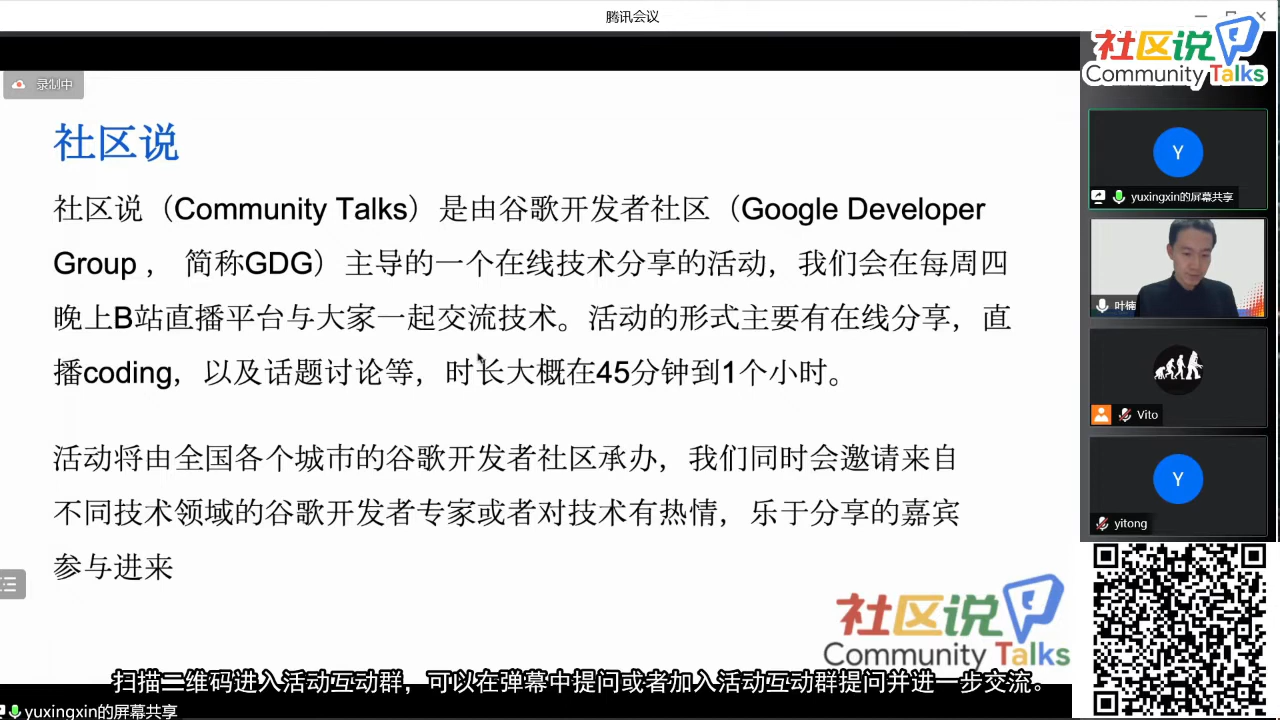 腾讯会议
社区说
Community Talks
录制中
社区说
社区说（Community Talks）是由谷歌开发者社区（Google Developer
Group ， 简称GDG）主导的一个在线技术分享的活动，我们会在每周四
晚上B站直播平台与大家一起交流技术。活动的形式主要有在线分享，直
播coding，以及话题讨论等，时长大概在45分钟到1个小时。
活动将由全国各个城市的谷歌开发者社区承办，我们同时会邀请来自
不同技术领域的谷歌开发者专家或者对技术有热情，乐于分享的嘉宾
参与进来
Y
yuxingxin的屏幕共享
叶楠
Vito
Y
yitong
社区说
Community Talks
扫描二维码进入活动互动群，可以在弹幕中提问或者加入活动互动群提问并进一步交流。
yuxingxin的屏幕共享